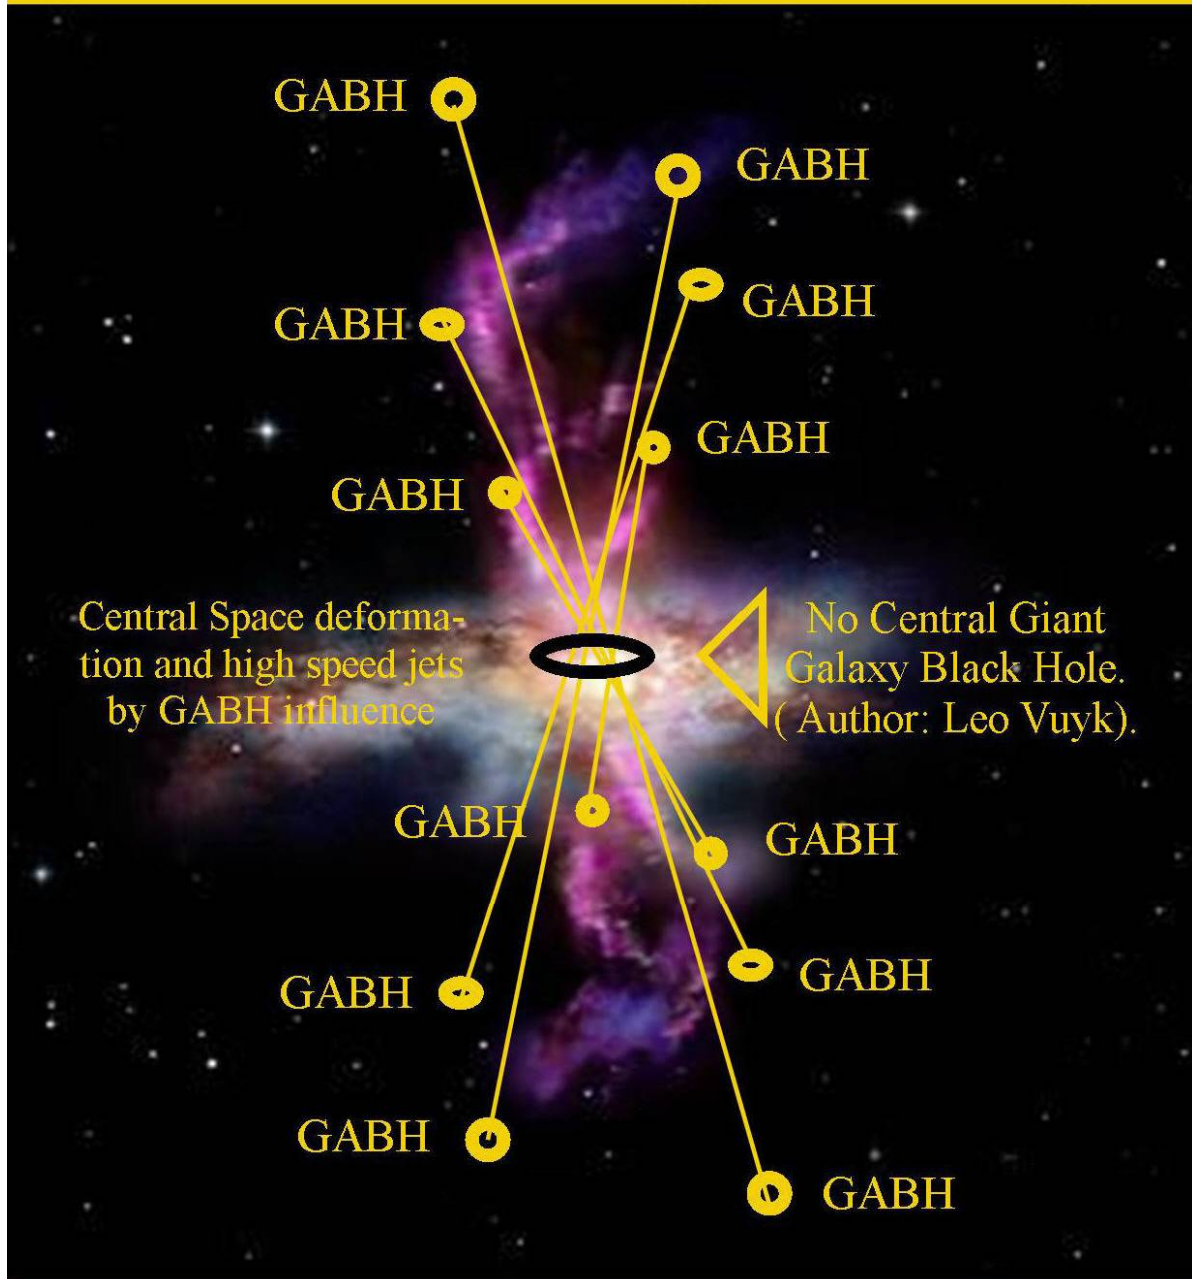 GABH
GABH
GABH
GABH
GABH
GABH
Central Space deforma-
tion and high speed jets
by GABH influence
No Central Giant
Galaxy Black Hole.
( Author: Leo Vuyk).
GABH
GABH
GABH
GABH
GABH
GABH